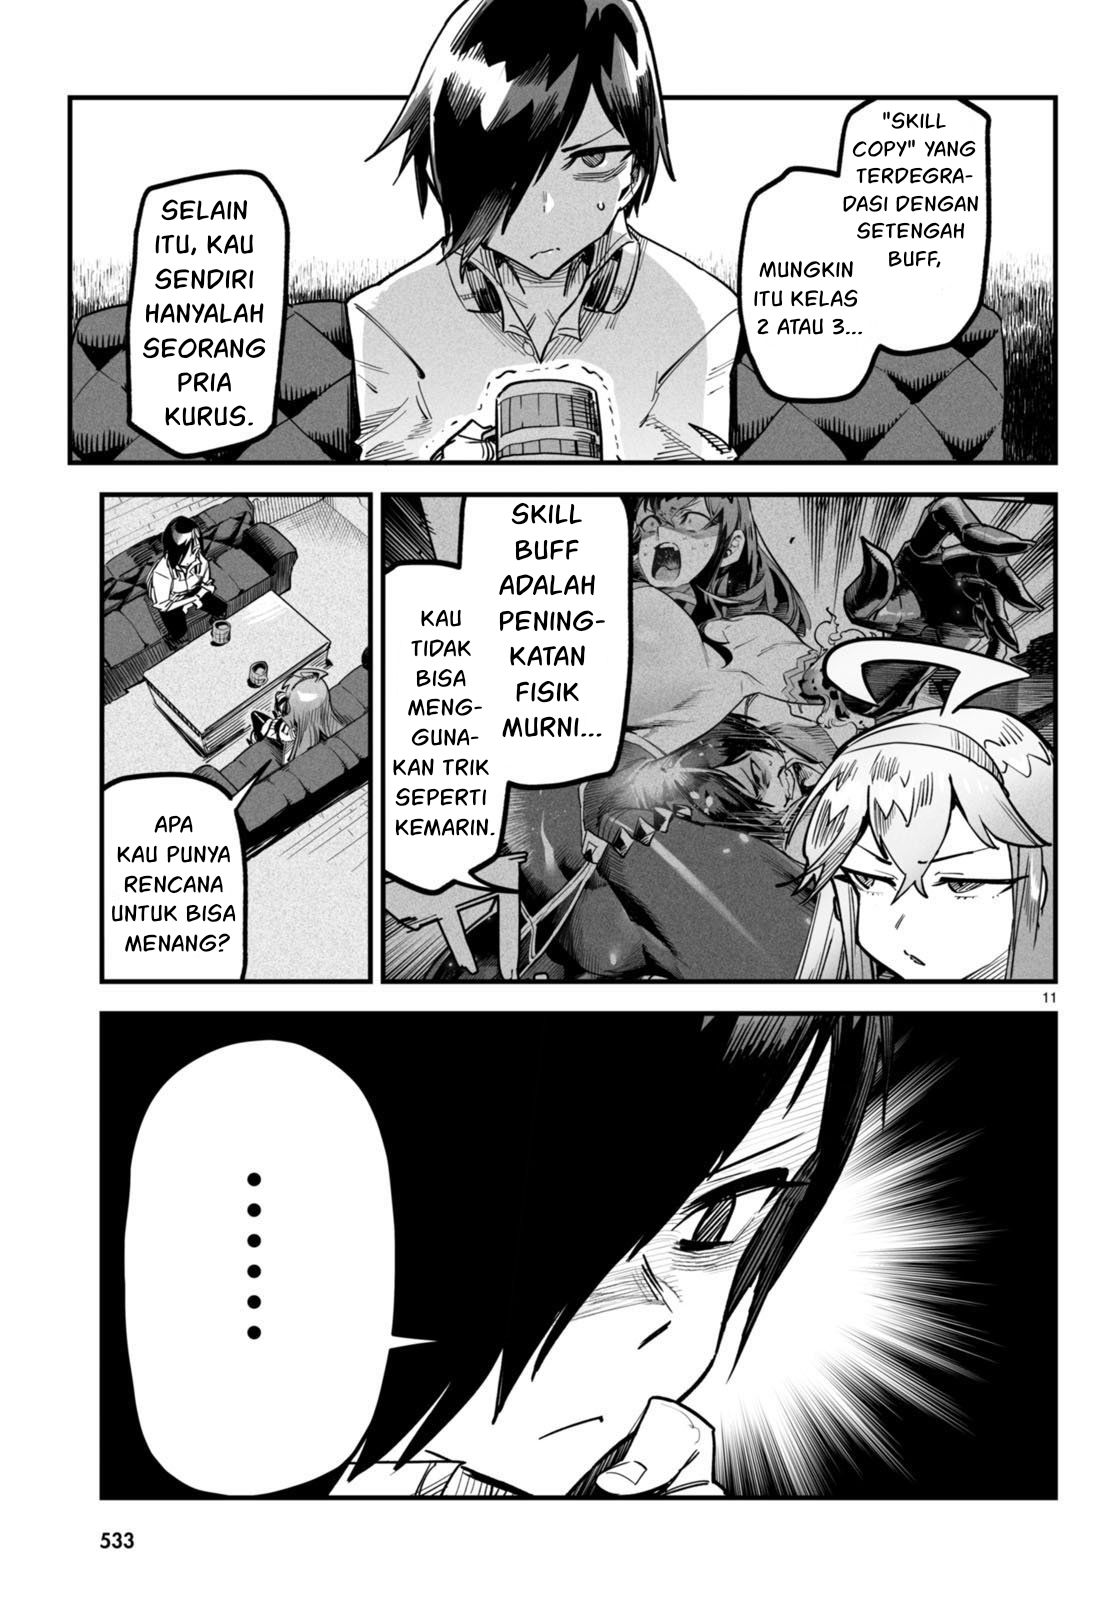 "SKILL
COPY" YANG
TERDEGRA-
DASI DENGAN
SETENGAH
BUFF,
MUNGKIN
ITU KELAS
2 ATAU 3...
SELAIN
ITU, KAU
SENDIRI
HANYALAH
SEORANG
PRIA
KURUS.
SKILL
BUFF
ADALAH
PENING-
KATAN
FISIK
MURNI...
KAU
TIDAK
BISA
MENG-
GUNA-
KAN TRIK
SEPERTI
KEMARIN.
APA
KAU PUNYA
RENCANA
UNTUK BISA
MENANG?
11
......
533